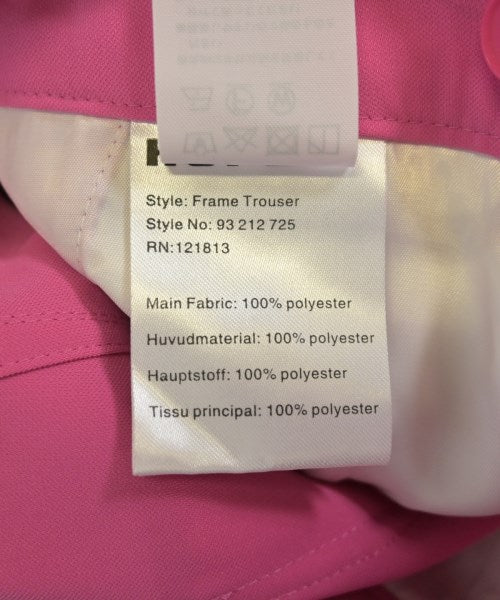 Style: Frame Trouser
Style No: 93 212 725
RN:121813
Main Fabric: 100% polyester
Huvudmaterial: 100% polyester
Hauptstoff: 100% polyester
Tissu principal: 100% polyester